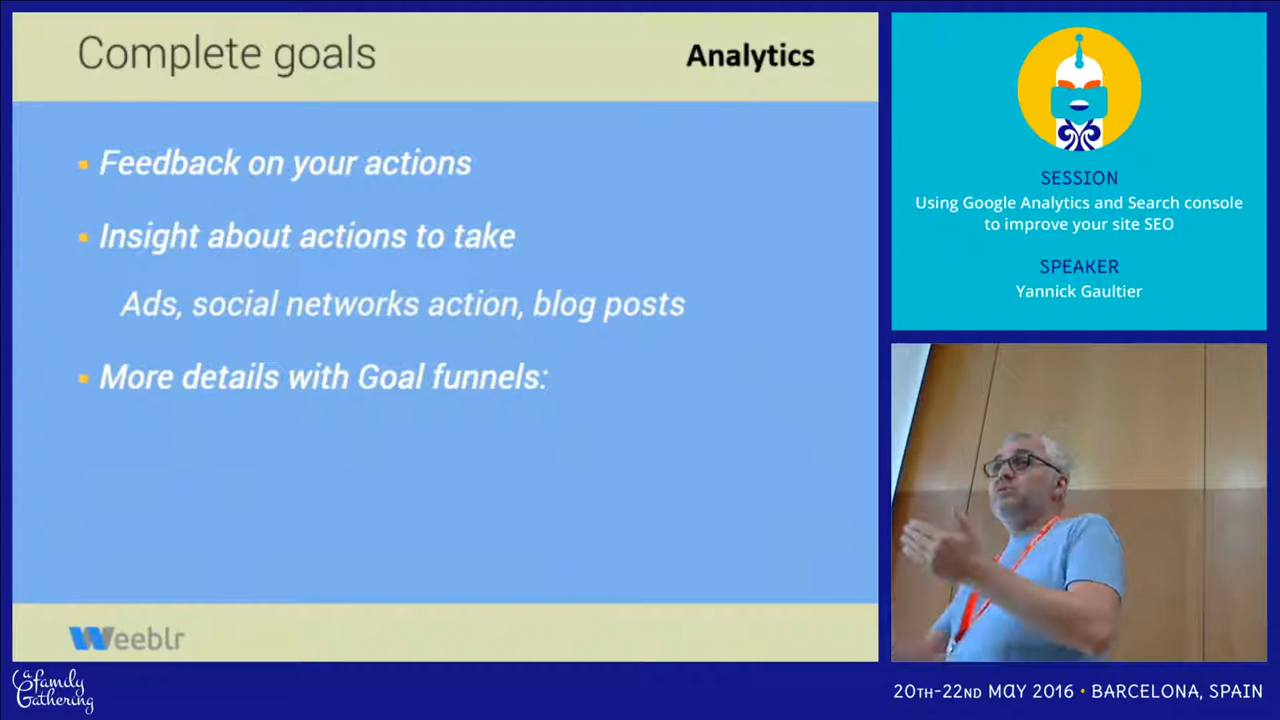 Complete goals
Analytics
Feedback on your actions
Insight about actions to take
Ads, social networks action, blog posts
More details with Goal funnels:
Weeblr
SESSION
Using Google Analytics and Search console
to improve your site SEO
SPEAKER
Yannick Gaultier
a
family
Gathering
20TH-22ND MAY 2016 • BARCELONA, SPAIN